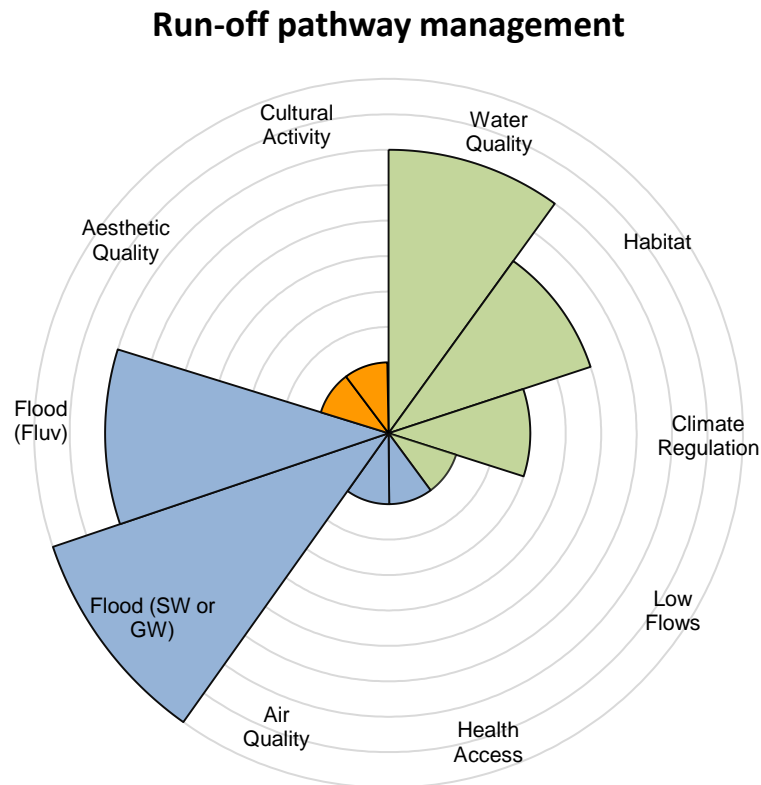 Run-off pathway management
Cultural
Activity
Water
Quality
Aesthetic
Quality
Habitat
Flood
(Fluv)
Climate
Regulation
Flood (SW or
GW)
Low
Flows
Air
Quality
Health
Access